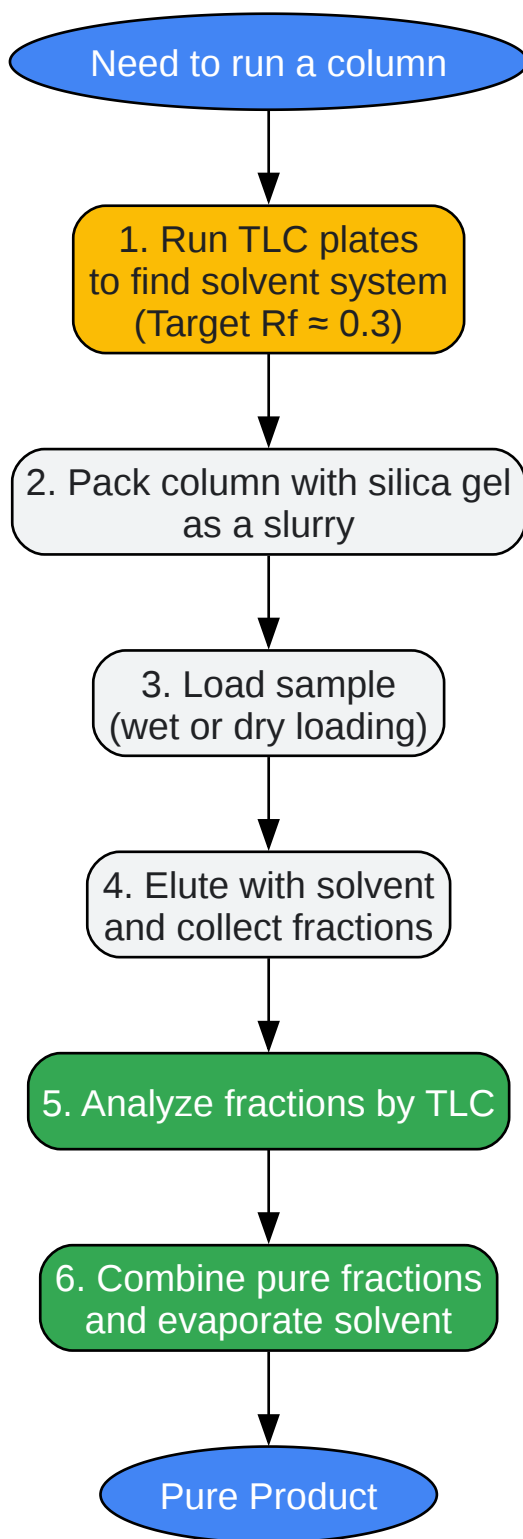 Need to run a column
1. Run TLC plates
to find solvent system
(Target Rf ≈ 0.3)
2. Pack column with silica gel
as a slurry
3. Load sample
(wet or dry loading)
4. Elute with solvent
and collect fractions
5. Analyze fractions by TLC
6. Combine pure fractions
and evaporate solvent
Pure Product